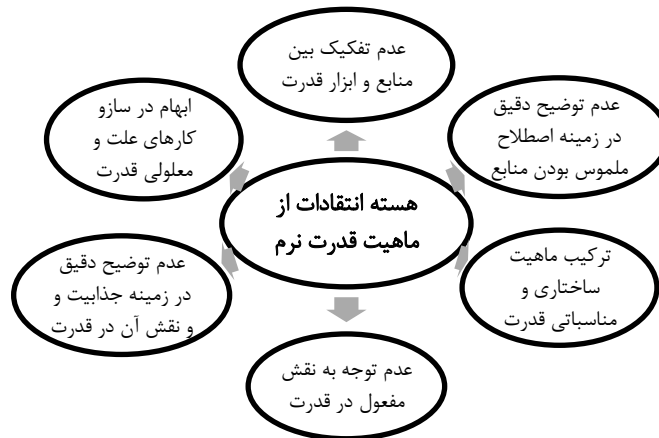 عدم تفکیک بین
منابع و ابزار قدرت
عدم توضیح دقیق
در زمینه اصطلاح
ملموس بودن منابع
ترکیب ماهیت
ساختاری و
مناسباتی قدرت
عدم توجه به نقش
مفعول در قدرت
عدم توضیح دقیق
در زمینه جذابیت و
و نقش آن در قدرت
ابهام در سازو
کارهای علت و
معلولی قدرت
هسته انتقادات از
ماهیت قدرت نرم